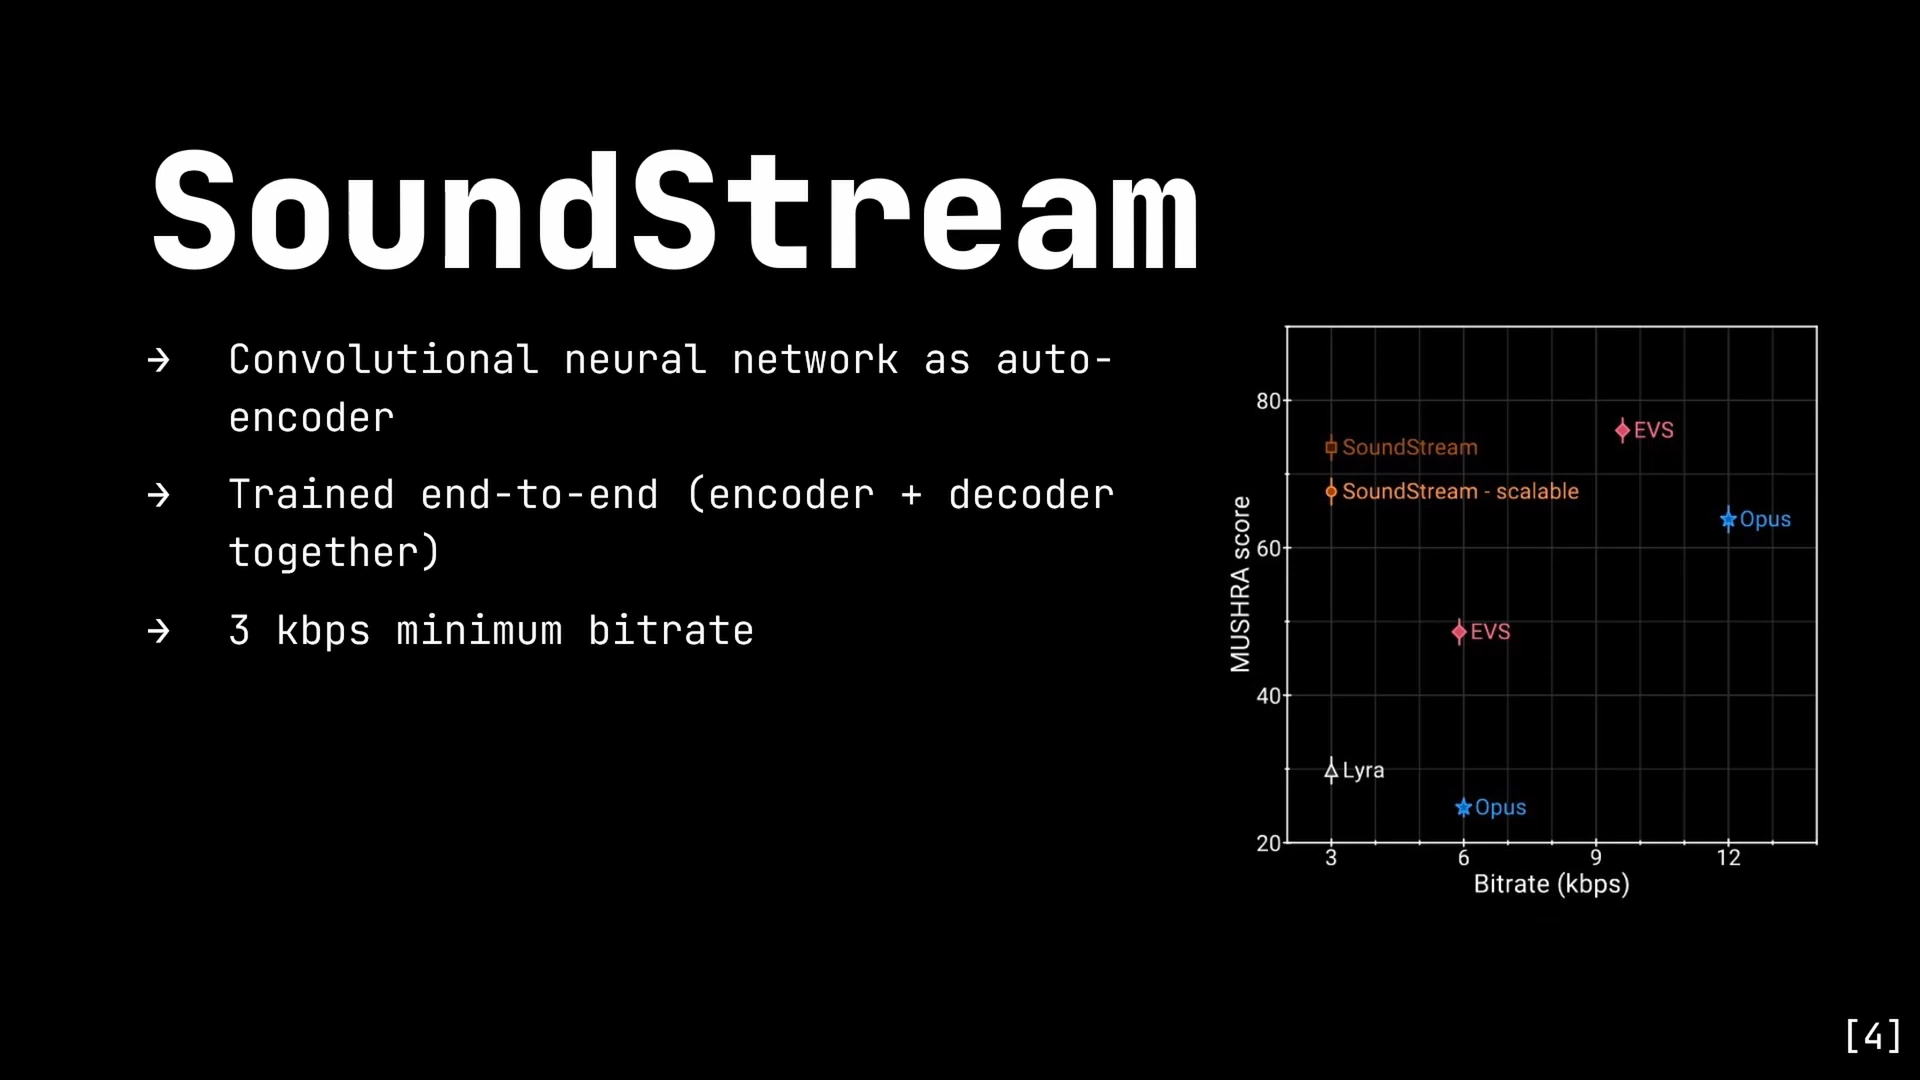 SoundStream
→ Convolutional neural network as auto-
encoder
→ Trained end-to-end (encoder + decoder
together)
→ 3 kbps minimum bitrate
MUSHRA score
80
60
40
20
SoundStream
SoundStream - scalable
EVS
Opus
EVS
Lyra
Opus
3 6 9 12
Bitrate (kbps)
[4]